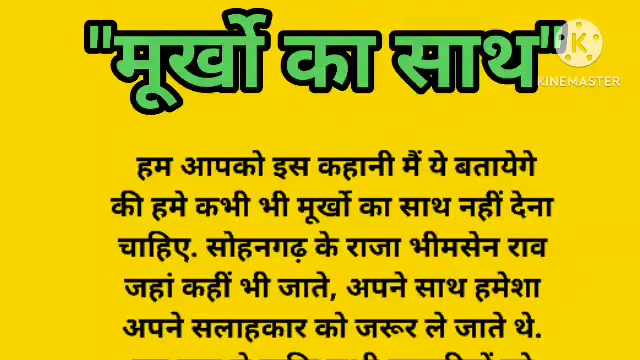 "मूर्खो का साथ"
K
KINEMASTER
हम आपको इस कहानी मैं ये बतायेगे
की हमे कभी भी मूर्खो का साथ नहीं देना
चाहिए. सोहनगढ़ के राजा भीमसेन राव
जहां कहीं भी जाते, अपने साथ हमेशा
अपने सलाहकार को जरूर ले जाते थे.